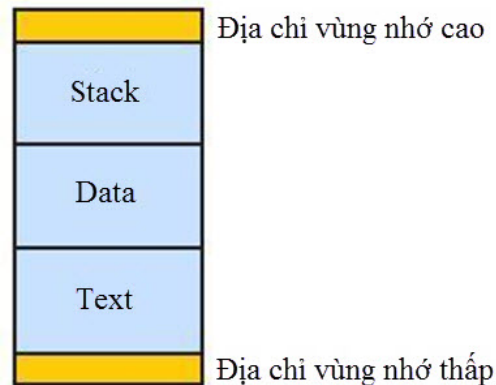 Địa chỉ vùng nhớ cao
Stack
Data
Text
Địa chỉ vùng nhớ thấp